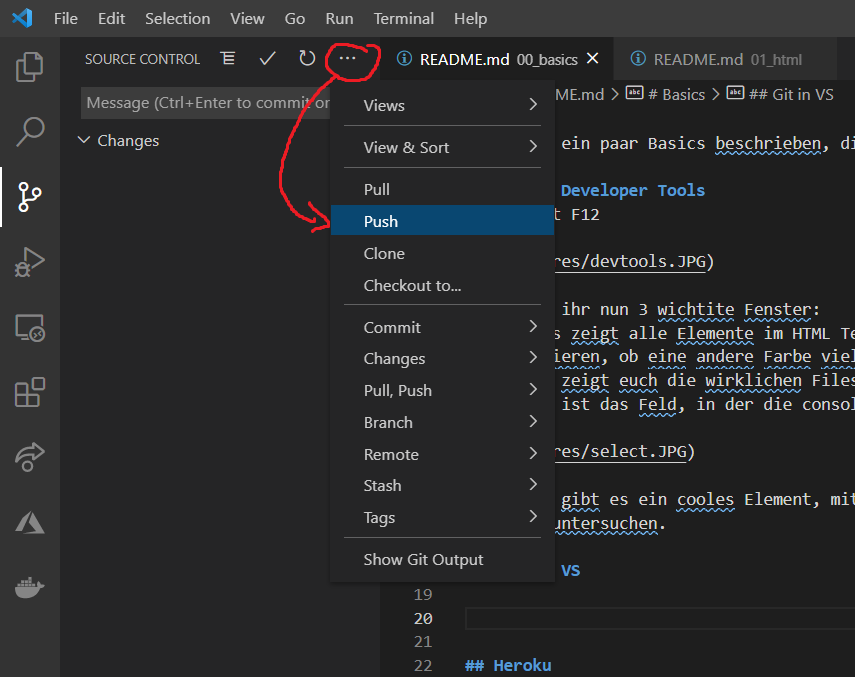 File Edit Selection View Go Run Terminal Help
SOURCE CONTROL
README.md 00_basics
README.md 01_html
Message (Ctrl+Enter to commit on
ME.md > # Basics > ## Git in VS
Changes
Views
View & Sort
Pull
Push
Clone
Checkout to...
Commit
Changes
Pull, Push
Branch
Remote
Stash
Tags
Show Git Output
ein paar Basics beschrieben, di
Developer Tools
t F12
res/devtools.JPG)
ihr nun 3 wichtite Fenster:
s zeigt alle Elemente im HTML Te
ieren, ob eine andere Farbe viel
zeigt euch die wirklichen Files
ist das Feld, in der die consol
res/select.JPG)
gibt es ein cooles Element, mit
untersuchen.
VS
19
20
21
22 ## Heroku